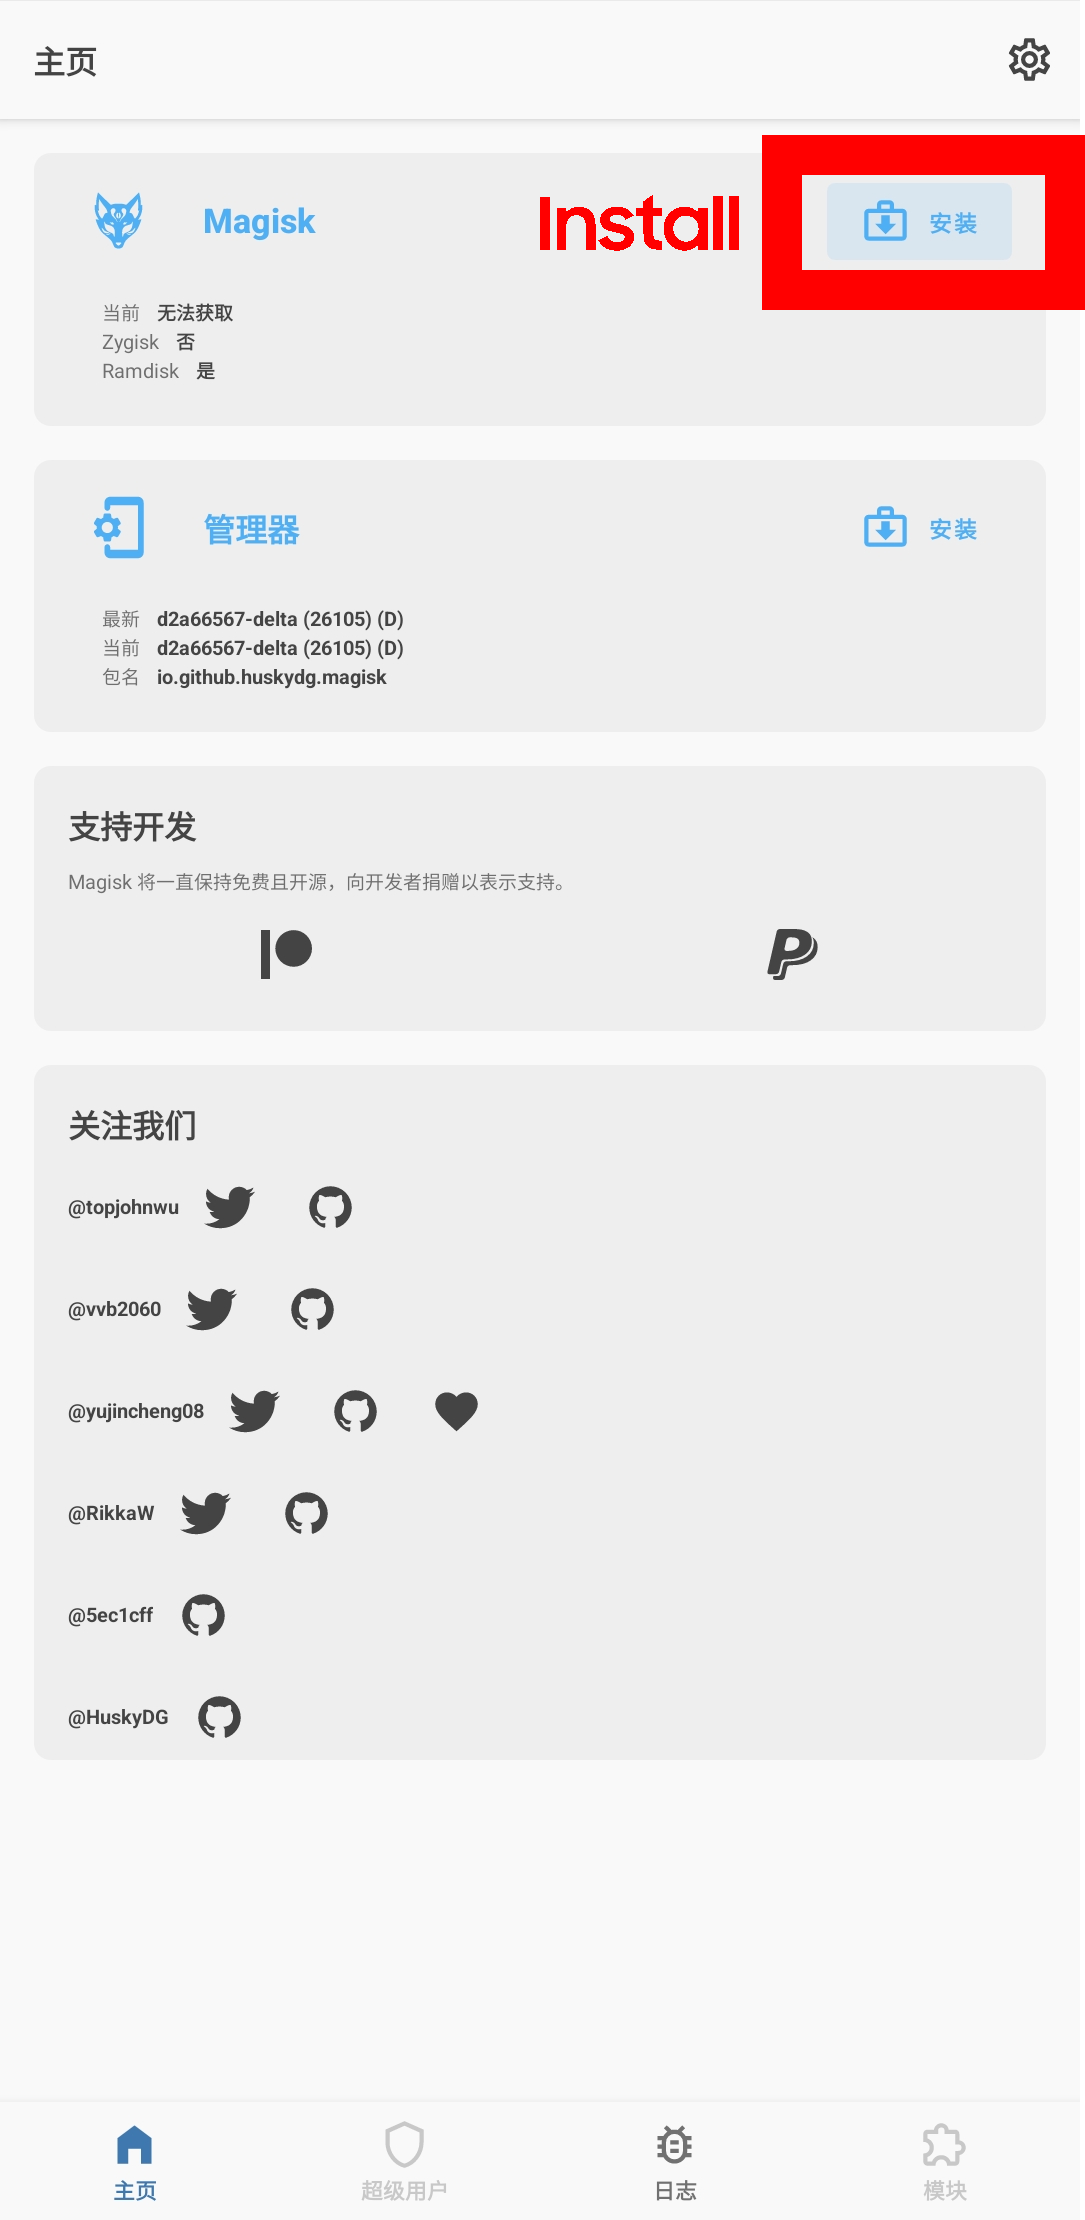 主页
Magisk
Install
安装
当前 无法获取
Zygisk 否
Ramdisk 是
管理器
安装
最新 d2a66567-delta (26105) (D)
当前 d2a66567-delta (26105) (D)
包名 io.github.huskydg.magisk
支持开发
Magisk 将一直保持免费且开源，向开发者捐赠以表示支持。
关注我们
@topjohnwu
@vvb2060
@yujincheng08
@RikkaW
@5ec1cff
@HuskyDG
主页
超级用户
日志
模块